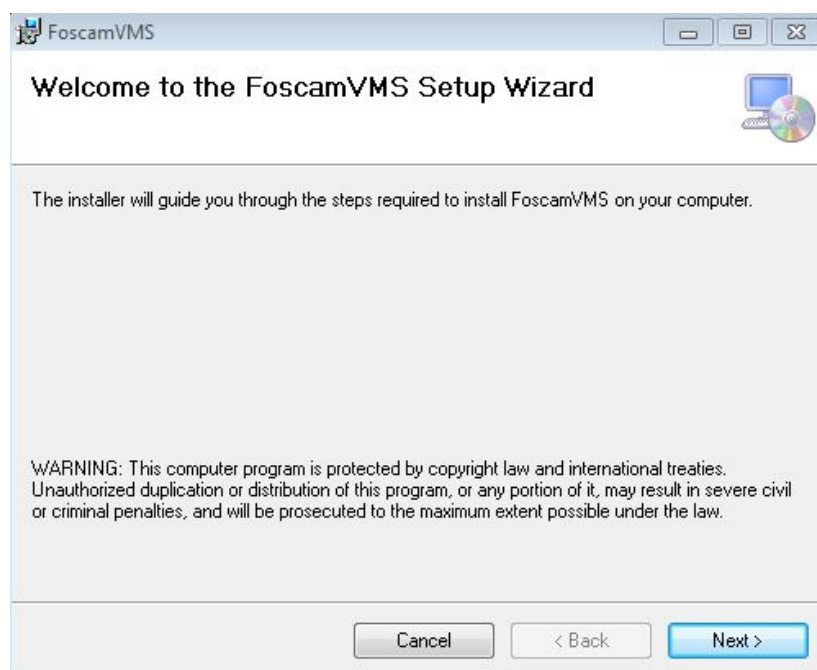 FoscamVMS
Welcome to the FoscamVMS Setup Wizard
The installer will guide you through the steps required to install FoscamVMS on your computer.
WARNING: This computer program is protected by copyright law and international treaties.
Unauthorized duplication or distribution of this program, or any portion of it, may result in severe civil
or criminal penalties, and will be prosecuted to the maximum extent possible under the law.
Cancel
< Back
Next >